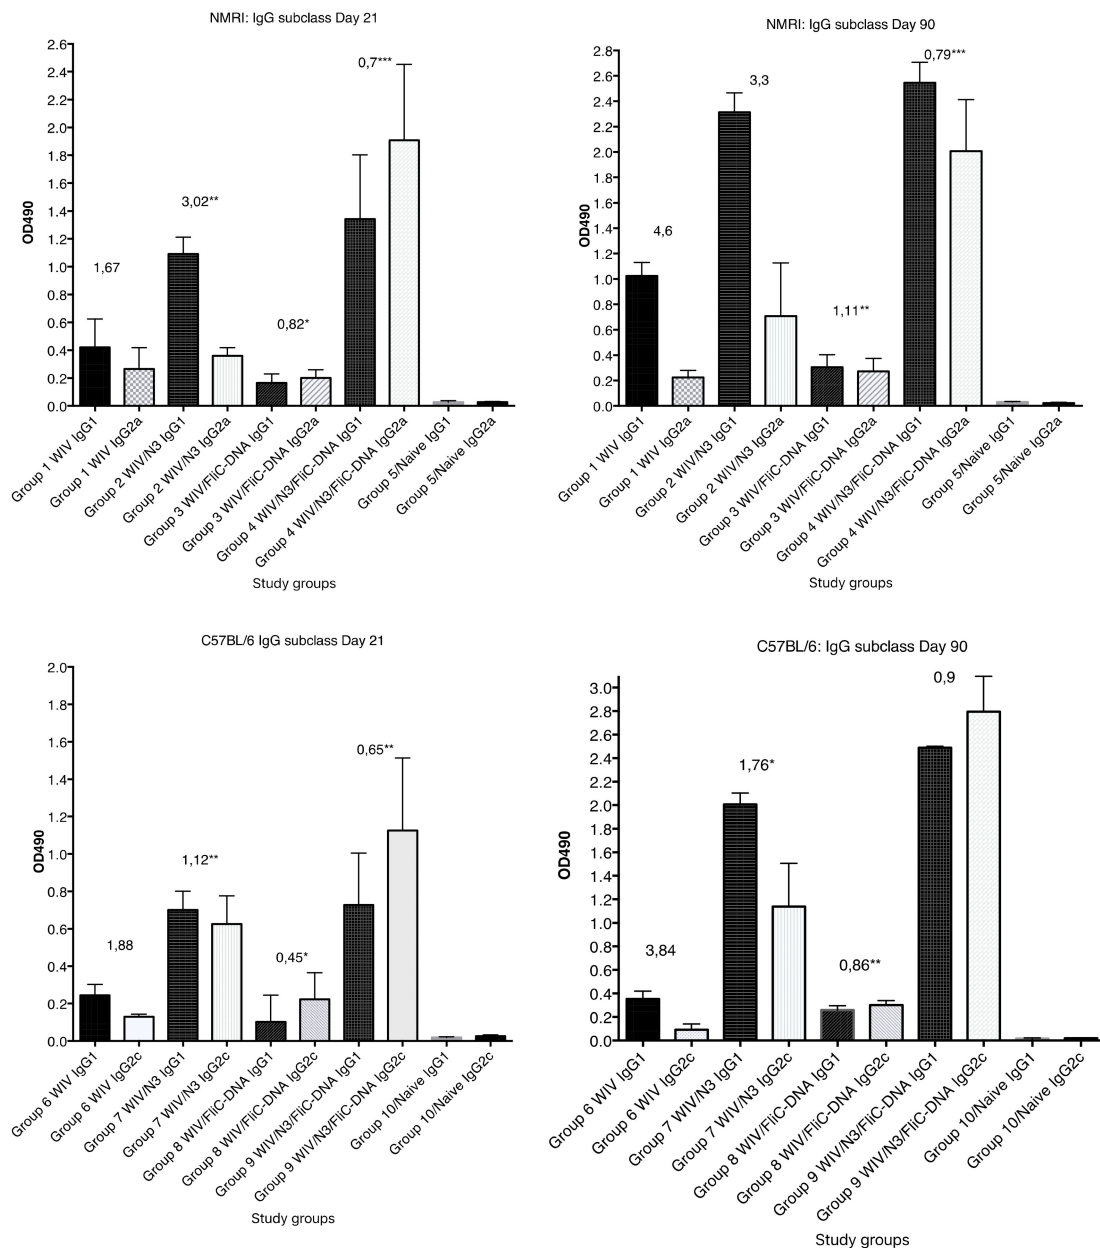 NMRI: IgG subclass Day 21
2.6
2.4
2.2
2.0
1.8
1.6
1.4
1.2
1.0
0.8
0.6
0.4
0.2
0.0
OD490
1,67
3,02**
0,82*
0,7***
Group 1 WIV IgG1
Group 1 WIV IgG2a
Group 2 WIV/N3 IgG1
Group 2 WIV/N3 IgG2a
Group 3 WIV/FliC-DNA IgG1
Group 3 WIV/FliC-DNA IgG2a
Group 4 WIV/N3/FliC-DNA IgG1
Group 4 WIV/N3/FliC-DNA IgG2a
Group 5/Naive IgG1
Group 5/Naive IgG2a
Study groups
NMRI: IgG subclass Day 90
2.8
2.6
2.4
2.2
2.0
1.8
1.6
1.4
1.2
1.0
0.8
0.6
0.4
0.2
0.0
OD490
4,6
3,3
1,11**
0,79***
Group 1 WIV IgG1
Group 1 WIV IgG2a
Group 2 WIV/N3 IgG1
Group 2 WIV/N3 IgG2a
Group 3 WIV/FliC-DNA IgG1
Group 3 WIV/FliC-DNA IgG2a
Group 4 WIV/N3/FliC-DNA IgG1
Group 4 WIV/N3/FliC-DNA IgG2a
Group 5/Naive IgG1
Group 5/Naive IgG2a
Study groups
C57BL/6 IgG subclass Day 21
2.0
1.8
1.6
1.4
1.2
1.0
0.8
0.6
0.4
0.2
0.0
OD490
1,88
1,12**
0,45*
0,65**
Group 6 WIV IgG1
Group 6 WIV IgG2c
Group 7 WIV/N3 IgG1
Group 7 WIV/N3 IgG2c
Group 8 WIV/FliC-DNA IgG1
Group 8 WIV/FliC-DNA IgG2c
Group 9 WIV/N3/FliC-DNA IgG1
Group 9 WIV/N3/FliC-DNA IgG2c
Group 10/Naive IgG1
Group 10/Naive IgG2c
Study groups
C57BL/6: IgG subclass Day 90
3.0
2.8
2.6
2.4
2.2
2.0
1.8
1.6
1.4
1.2
1.0
0.8
0.6
0.4
0.2
0.0
OD490
3,84
1,76*
0,86**
0,9
Group 6 WIV IgG1
Group 6 WIV IgG2c
Group 7 WIV/N3 IgG1
Group 7 WIV/N3 IgG2c
Group 8 WIV/FliC-DNA IgG1
Group 8 WIV/FliC-DNA IgG2c
Group 9 WIV/N3/FliC-DNA IgG1
Group 9 WIV/N3/FliC-DNA IgG2c
Group 10/Naive IgG1
Group 10/Naive IgG2c
Study groups